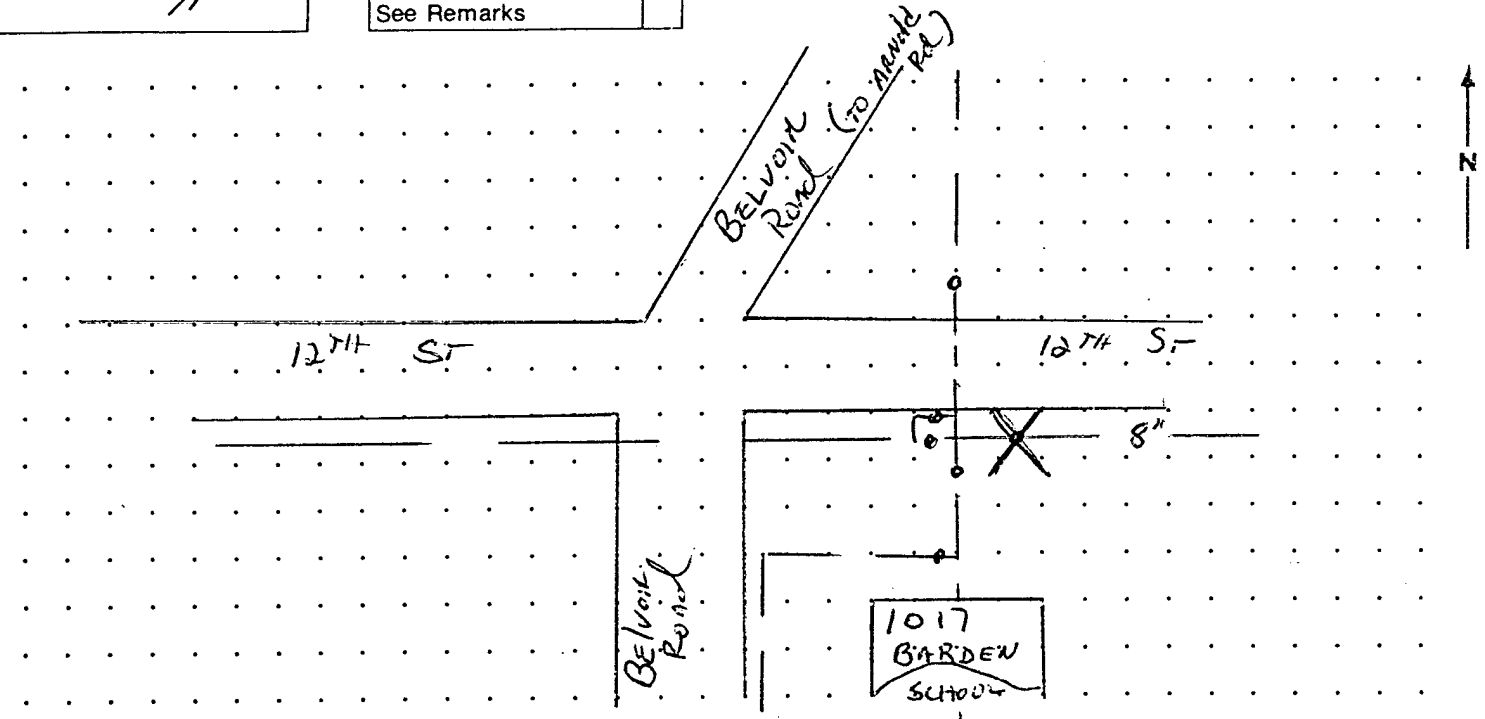 See Remarks
BELVOIR
Road
(TO ARNOLD
Rd)
N
12TH ST
12TH ST
8"
BElVOIR
Road
1017
BARDEN
SCHOOL